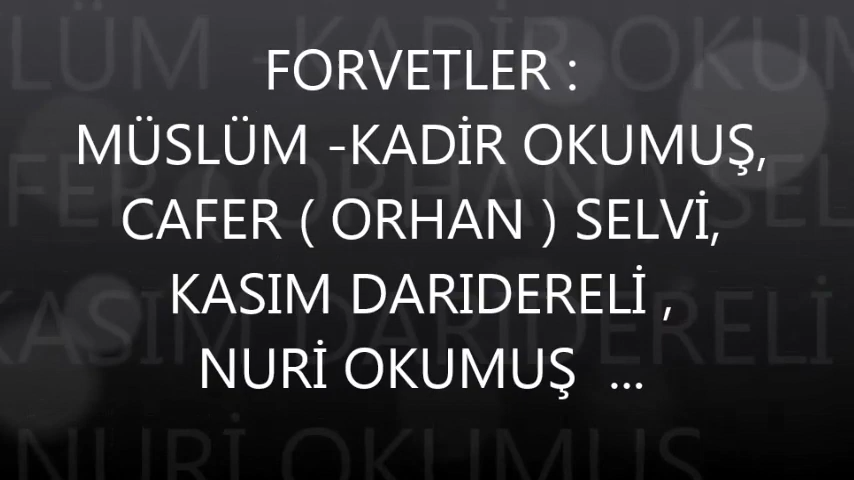 FORVETLER :
MÜSLÜM -KADİR OKUMUŞ,
CAFER ( ORHAN ) SELVİ,
KASIM DARIDERELİ ,
NURİ OKUMUŞ ...